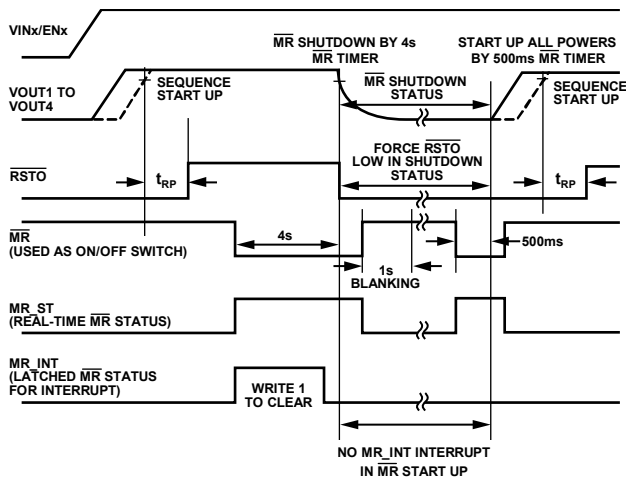 VINx/ENx
MR SHUTDOWN BY 4s
MR TIMER
START UP ALL POWERS
BY 500ms MR TIMER
VOUT1 TO
VOUT4
SEQUENCE
START UP
MR SHUTDOWN
STATUS
SEQUENCE
START UP
RSTO
tRP
FORCE RSTO
LOW IN SHUTDOWN
STATUS
tRP
MR
(USED AS ON/OFF SWITCH)
4s
1s
BLANKING
500ms
MR_ST
(REAL-TIME MR STATUS)
MR_INT
(LATCHED MR STATUS
FOR INTERRUPT)
WRITE 1
TO CLEAR
NO MR_INT INTERRUPT
IN MR START UP